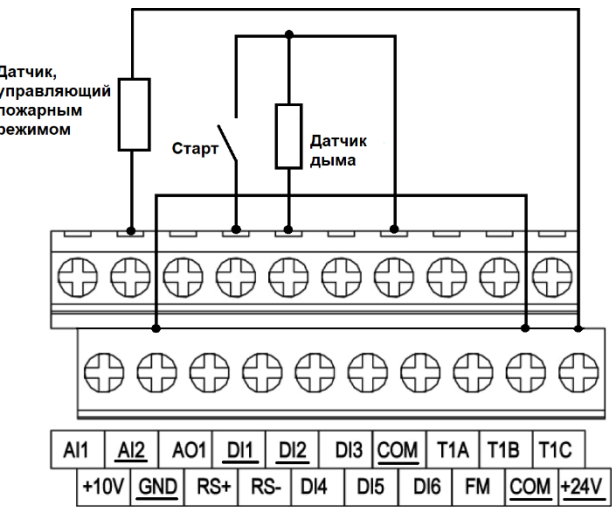 Датчик,
управляющий
пожарным
режимом
Старт
Датчик
дыма
AI1 AI2 AO1 DI1 DI2 DI3 COM T1A T1B T1C
+10V GND RS+ RS- DI4 DI5 DI6 FM COM +24V